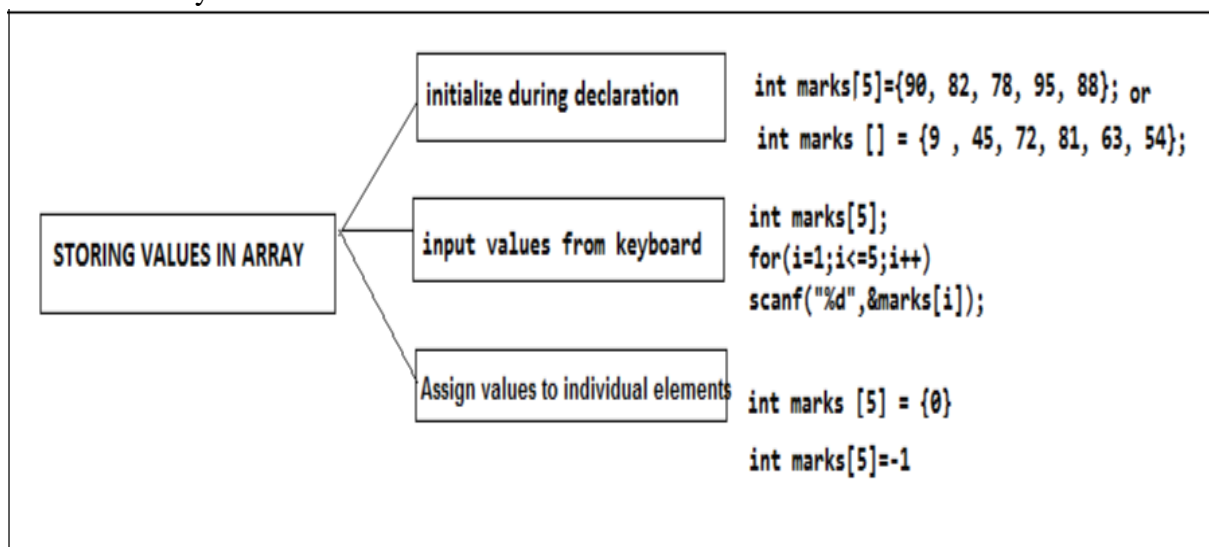 initialize during declaration
int marks[5]={90, 82, 78, 95, 88}; or
int marks [] = {9 , 45, 72, 81, 63, 54};
STORING VALUES IN ARRAY
input values from keyboard
int marks[5];
for(i=1;i<=5;i++)
scanf("%d",&marks[i]);
Assign values to individual elements
int marks [5] = {0}
int marks[5]=-1